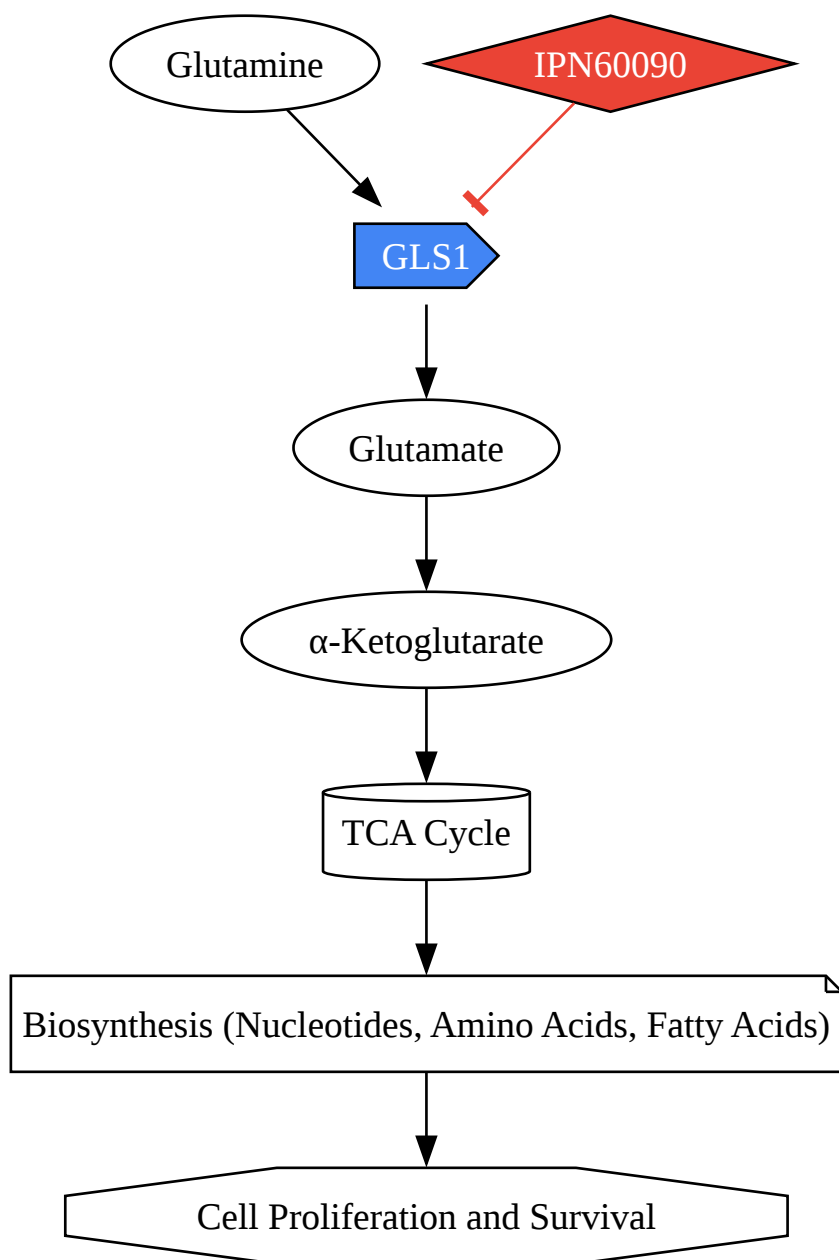 Glutamine
IPN60090
GLS1
Glutamate
α-Ketoglutarate
TCA Cycle
Biosynthesis (Nucleotides, Amino Acids, Fatty Acids)
Cell Proliferation and Survival